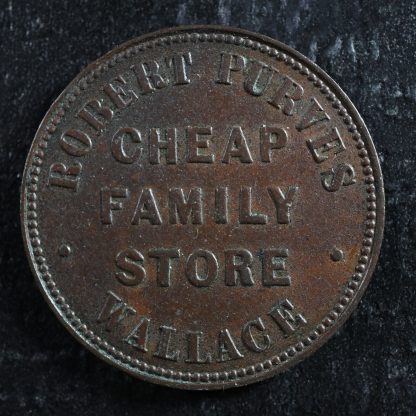 ROBERT PURVES
CHEAP
FAMILY
STORE
WALLACE